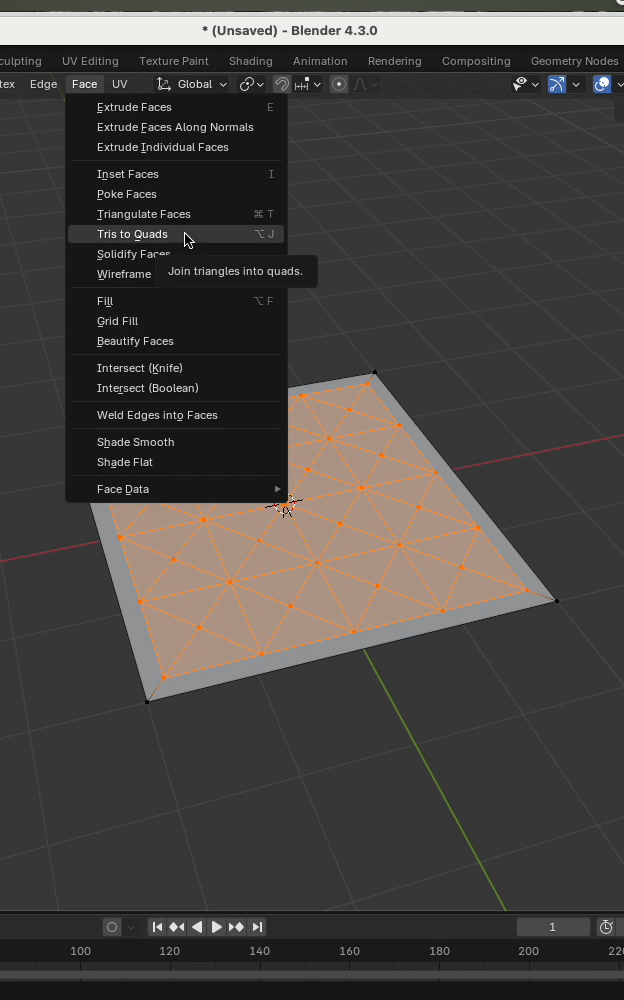 * (Unsaved) - Blender 4.3.0
culpting UV Editing Texture Paint Shading Animation Rendering Compositing Geometry Nodes
tex Edge Face UV Global
Extrude Faces E
Extrude Faces Along Normals
Extrude Individual Faces
Inset Faces I
Poke Faces
Triangulate Faces ⌘ T
Tris to Quads ⌥ J
Solidify Faces
Wireframe
Join triangles into quads.
Fill ⌥ F
Grid Fill
Beautify Faces
Intersect (Knife)
Intersect (Boolean)
Weld Edges into Faces
Shade Smooth
Shade Flat
Face Data
1
100 120 140 160 180 200 22